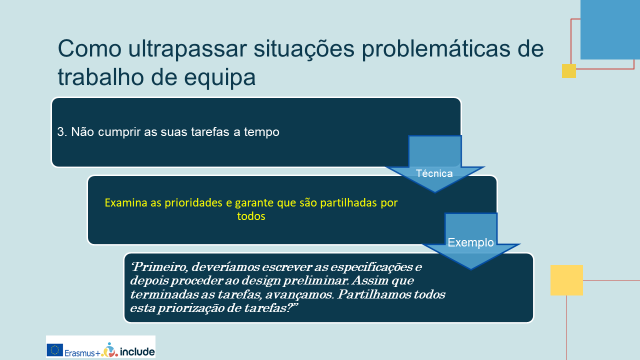 Como ultrapassar situações problemáticas de
trabalho de equipa
3. Não cumprir as suas tarefas a tempo
Técnica
Examina as prioridades e garante que são partilhadas por
todos
Exemplo
‘Primeiro, deveríamos escrever as especificações e
depois proceder ao design preliminar. Assim que
terminadas as tarefas, avançamos. Partilhamos todos
esta priorização de tarefas?”
Erasmus+ include